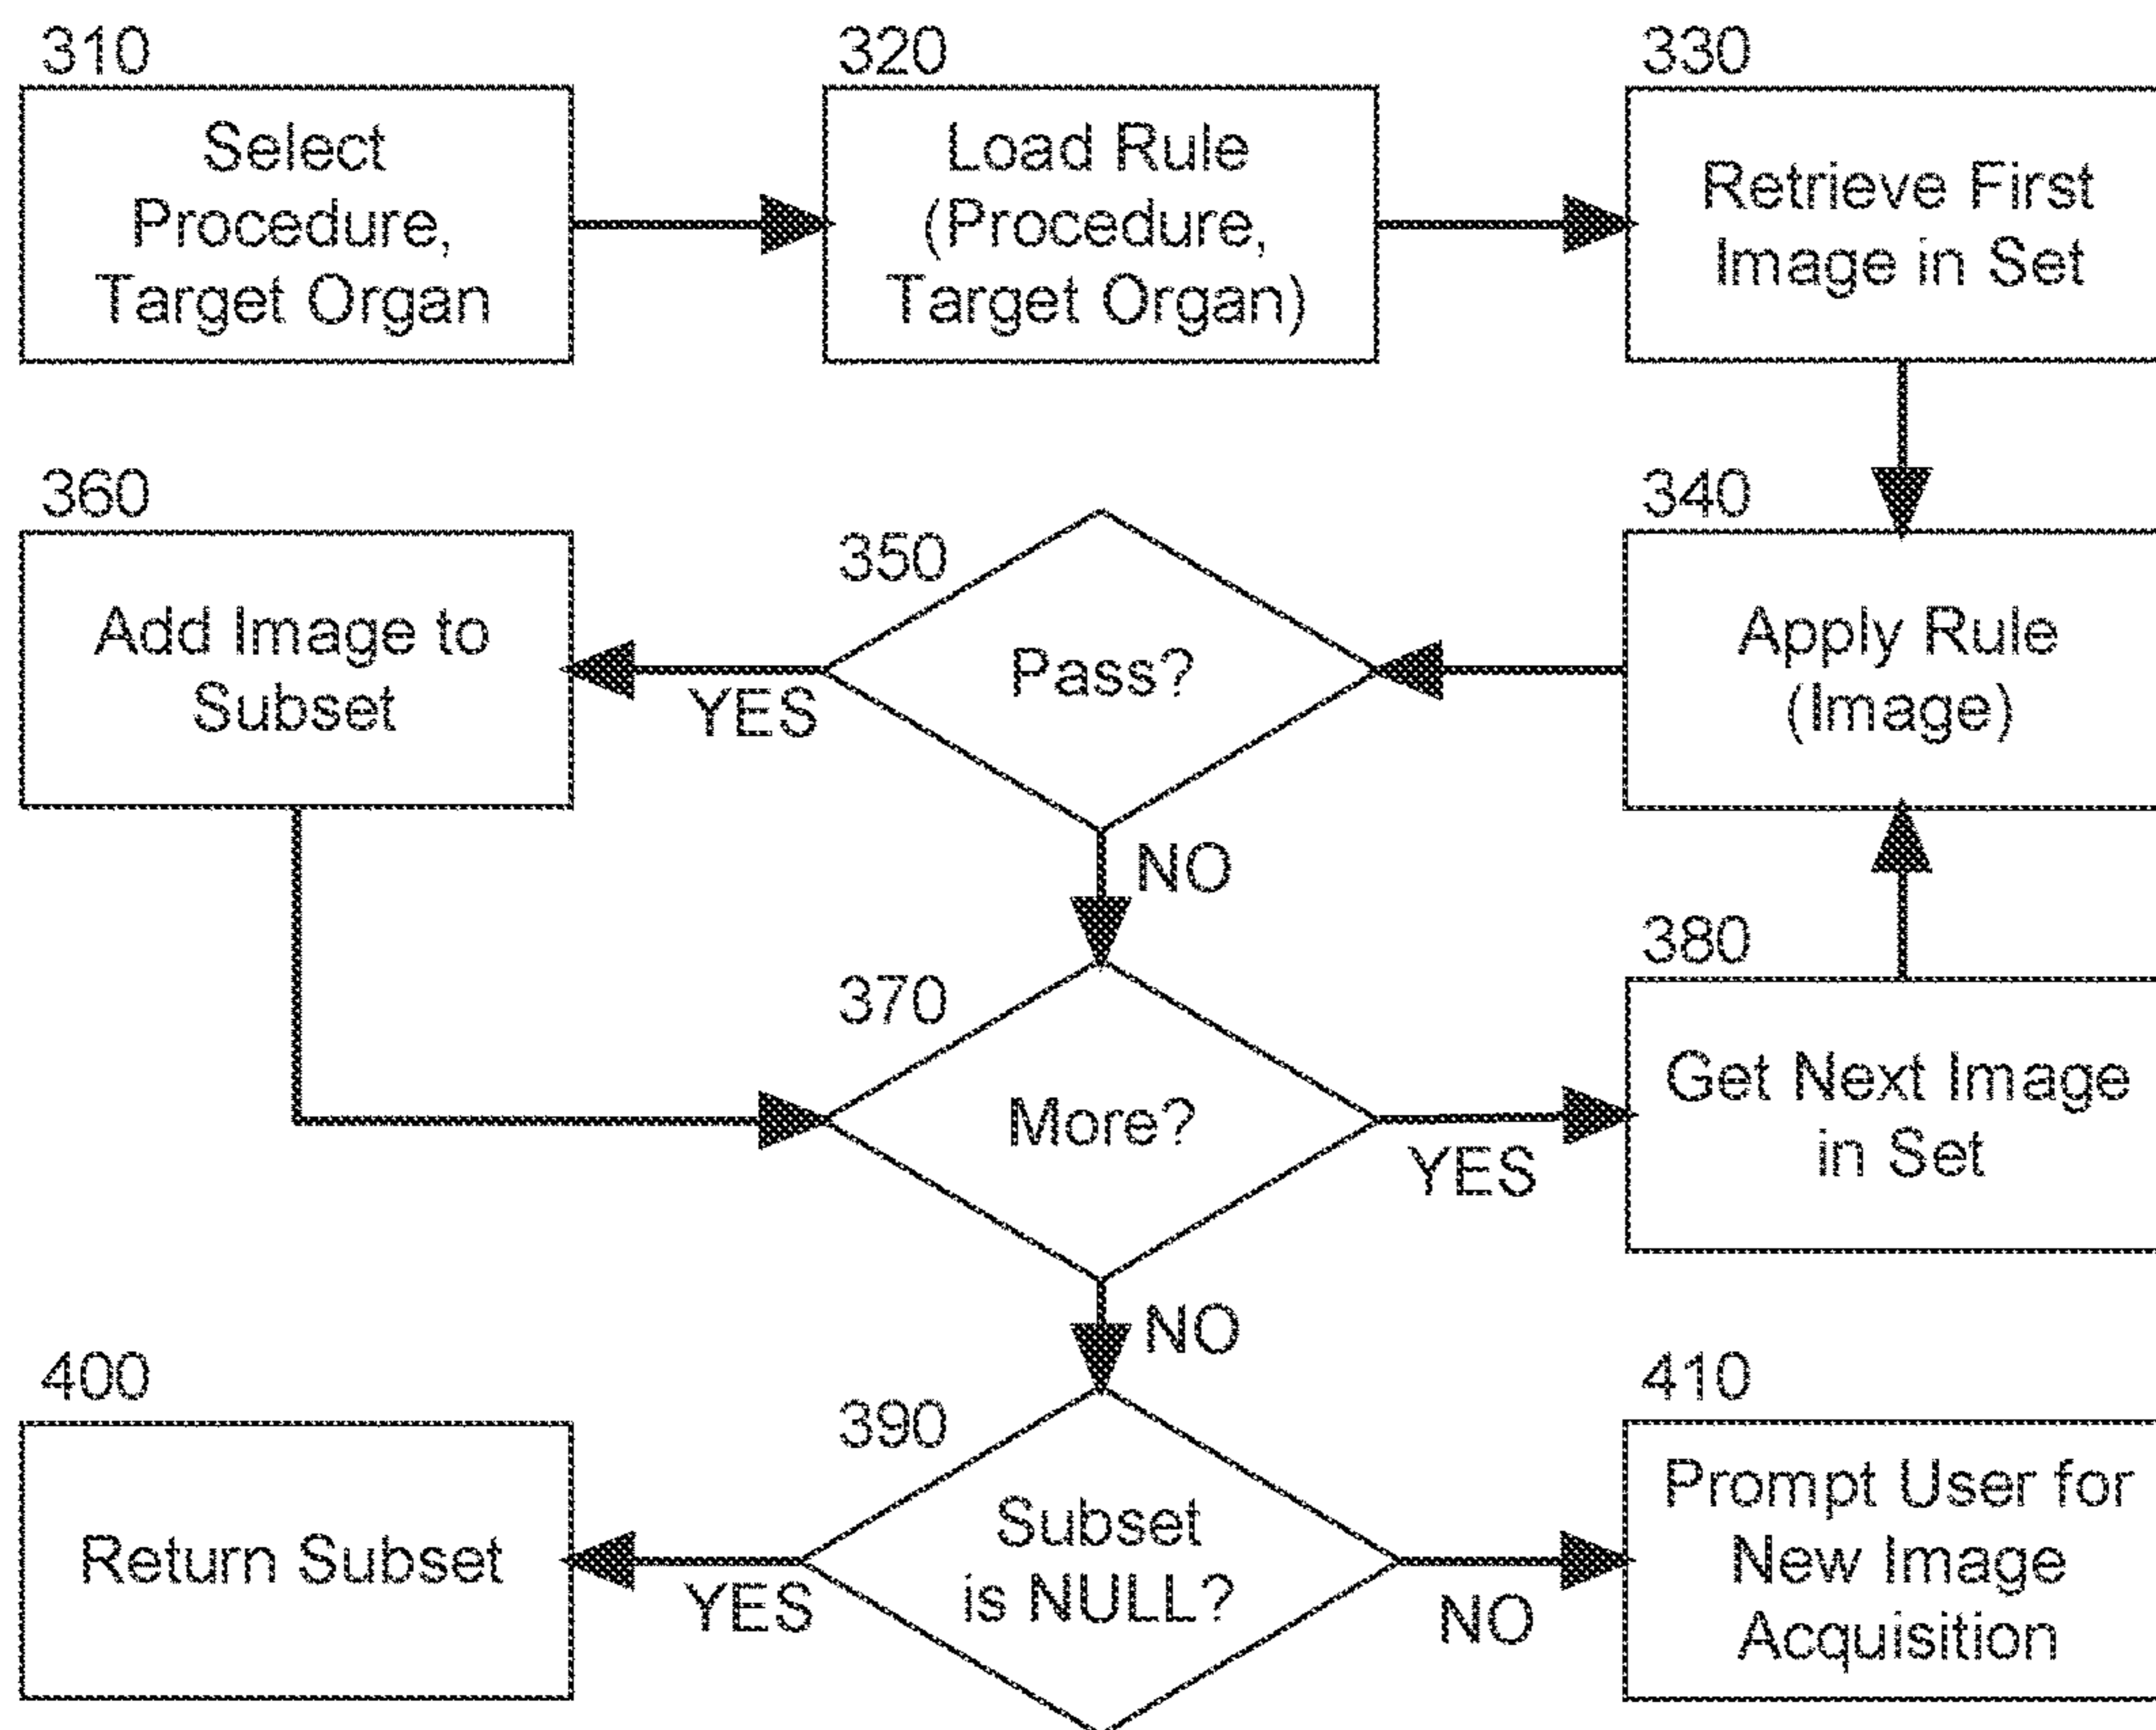 310
Select
Procedure,
Target Organ
320
Load Rule
(Procedure,
Target Organ)
330
Retrieve First
Image in Set
360
Add Image to
Subset
350
Pass?
YES
NO
340
Apply Rule
(Image)
370
More?
YES
NO
380
Get Next Image
in Set
400
Return Subset
390
Subset
is NULL?
YES
NO
410
Prompt User for
New Image
Acquisition